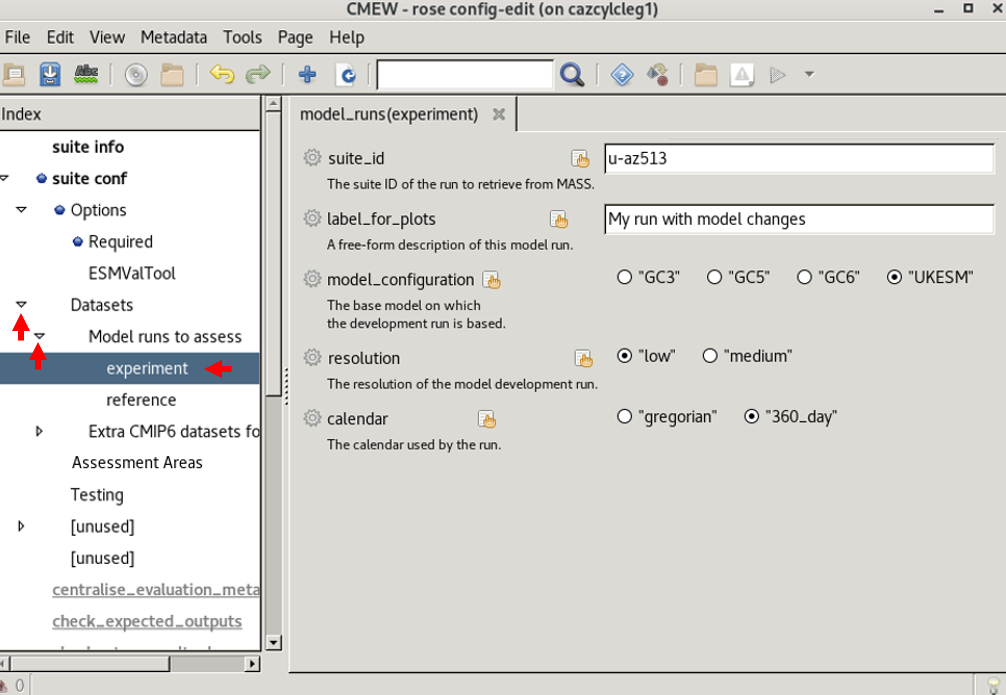 CMEW - rose config-edit (on cazcylcleg1)
File Edit View Metadata Tools Page Help
Abc
Index
suite info
suite conf
Options
Required
ESMValTool
Datasets
Model runs to assess
experiment
reference
Extra CMIP6 datasets fo
Assessment Areas
Testing
[unused]
[unused]
centralise_evaluation_meta
check_expected_outputs
0
model_runs(experiment)
suite_id
u-az513
The suite ID of the run to retrieve from MASS.
label_for_plots
My run with model changes
A free-form description of this model run.
model_configuration
"GC3" "GC5" "GC6" "UKESM"
The base model on which
the development run is based.
resolution
"low" "medium"
The resolution of the model development run.
calendar
"gregorian" "360_day"
The calendar used by the run.